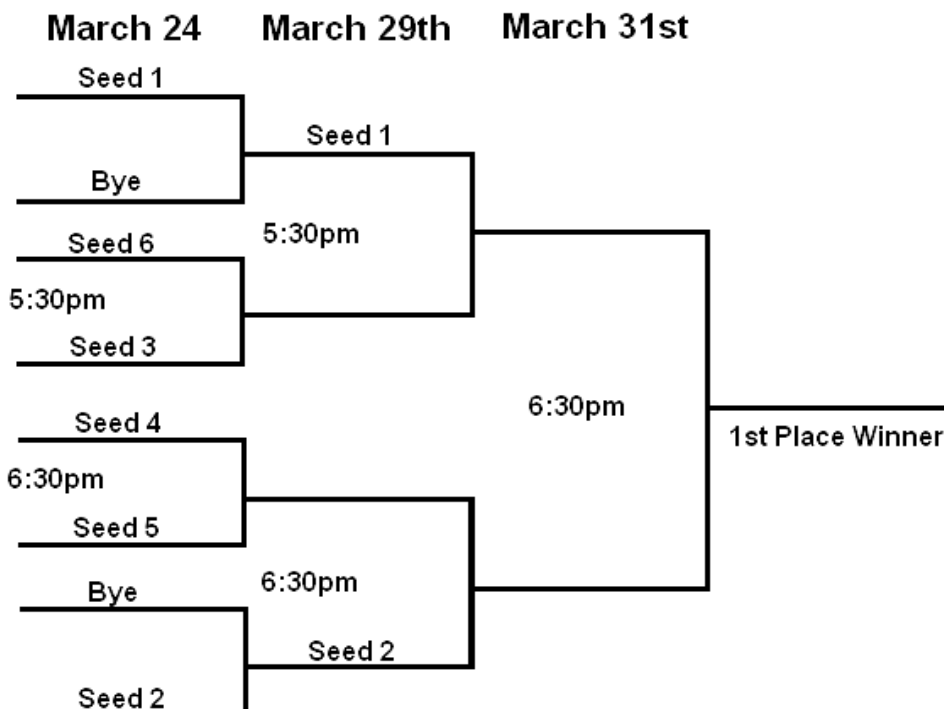 March 24 March 29th March 31st
Seed 1
Seed 1
Bye
Seed 6
5:30pm
5:30pm
Seed 3
Seed 4
6:30pm
1st Place Winner
6:30pm
Seed 5
Bye
6:30pm
Seed 2
Seed 2